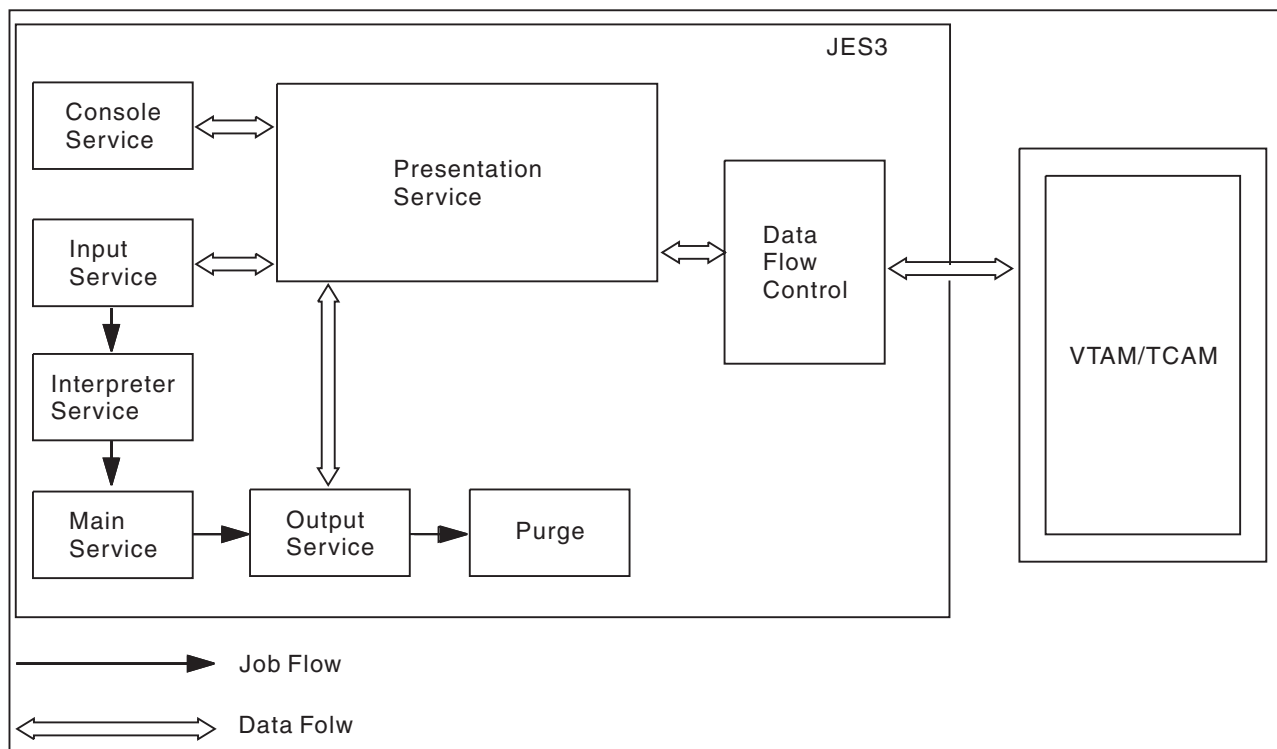 JES3
Console
Service
Presentation
Service
Input
Service
Data
Flow
Control
VTAM/TCAM
Interpreter
Service
Main
Service
Output
Service
Purge
Job Flow
Data Folw